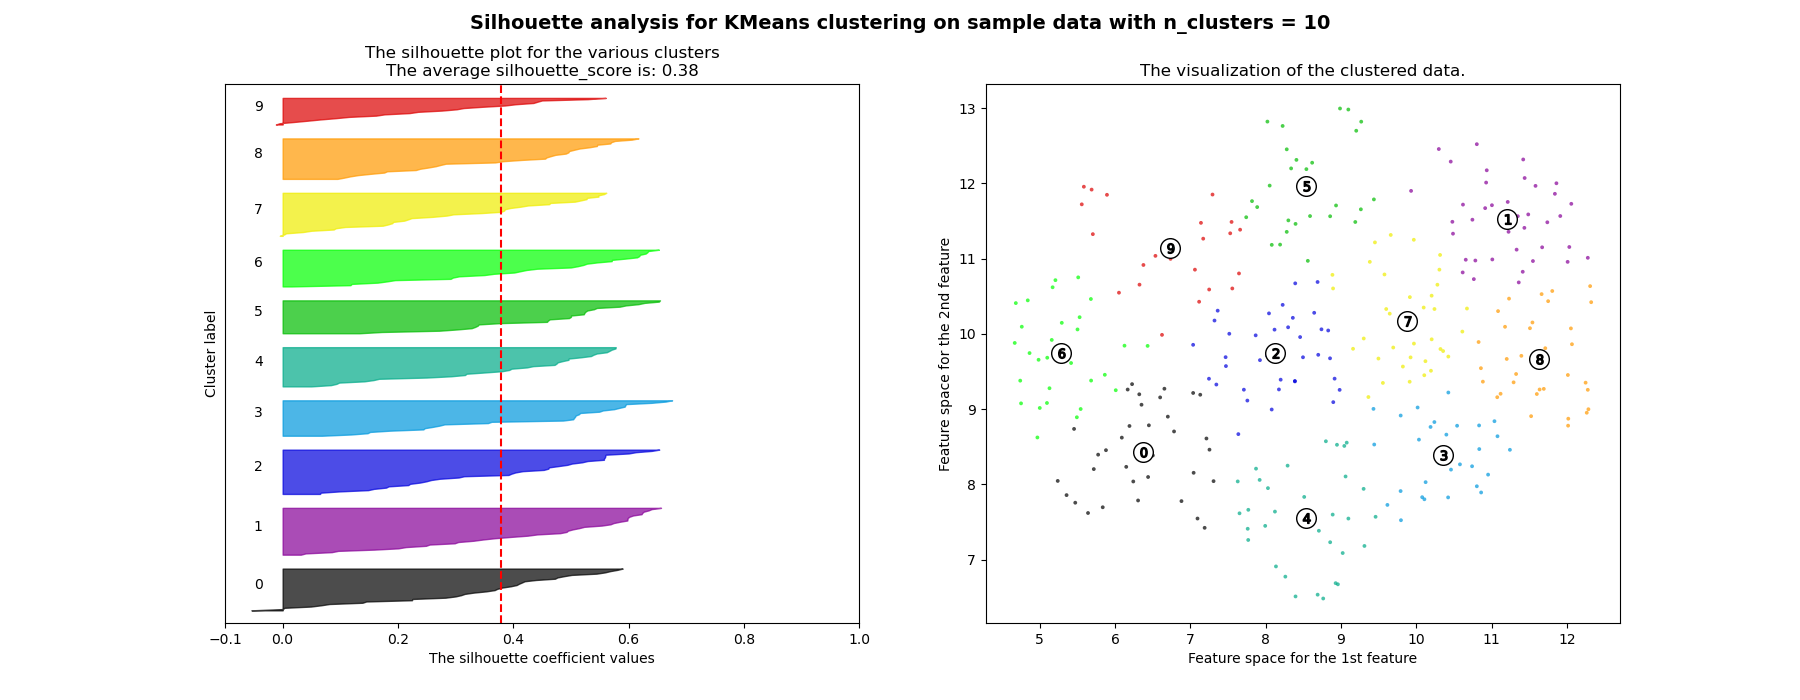 Silhouette analysis for KMeans clustering on sample data with n_clusters = 10
The silhouette plot for the various clusters
The average silhouette_score is: 0.38
9
8
7
6
5
4
3
2
1
0
Cluster label
−0.1 0.0 0.2 0.4 0.6 0.8 1.0
The silhouette coefficient values
The visualization of the clustered data.
13
12
11
10
9
8
7
Feature space for the 2nd feature
5
1
9
7
6
2
8
0
3
4
5 6 7 8 9 10 11 12
Feature space for the 1st feature